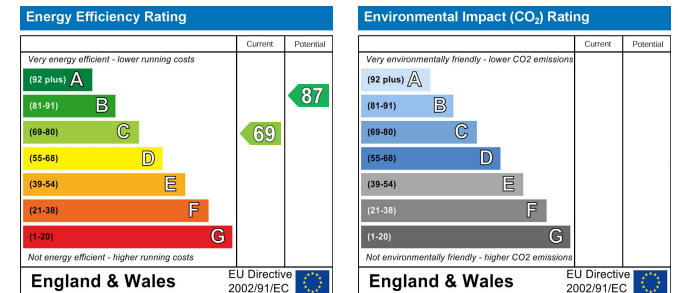 Energy Efficiency Rating
Current Potential
Very energy efficient - lower running costs
(92 plus) A
(81-91) B
(69-80) C
(55-68) D
(39-54) E
(21-38) F
(1-20) G
69
87
Not energy efficient - higher running costs
England & Wales
EU Directive
2002/91/EC
Environmental Impact (CO₂) Rating
Current Potential
Very environmentally friendly - lower CO2 emissions
(92 plus) A
(81-91) B
(69-80) C
(55-68) D
(39-54) E
(21-38) F
(1-20) G
Not environmentally friendly - higher CO2 emissions
England & Wales
EU Directive
2002/91/EC